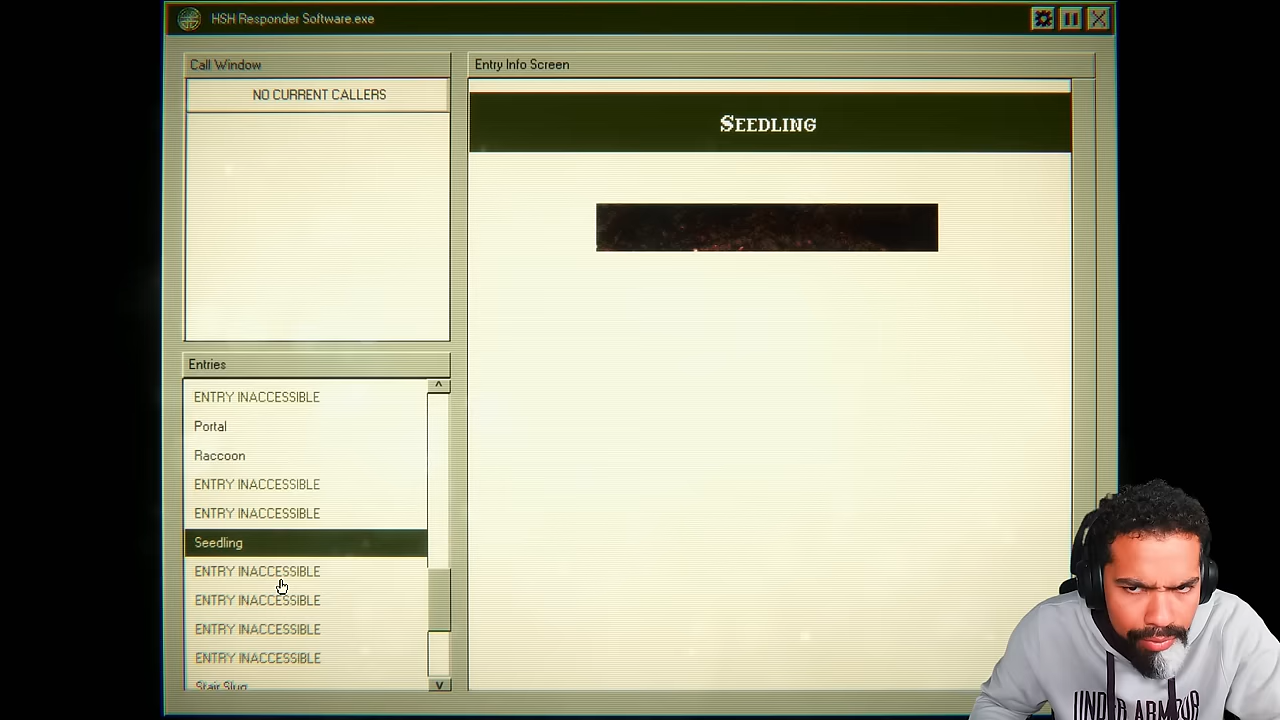 HSH Responder Software.exe
Call Window
NO CURRENT CALLERS
Entries
^
ENTRY INACCESSIBLE
Portal
Raccoon
ENTRY INACCESSIBLE
ENTRY INACCESSIBLE
Seedling
ENTRY INACCESSIBLE
ENTRY INACCESSIBLE
ENTRY INACCESSIBLE
ENTRY INACCESSIBLE
Stair Slug
v
Entry Info Screen
SEEDLING
UNDER ARMOUR